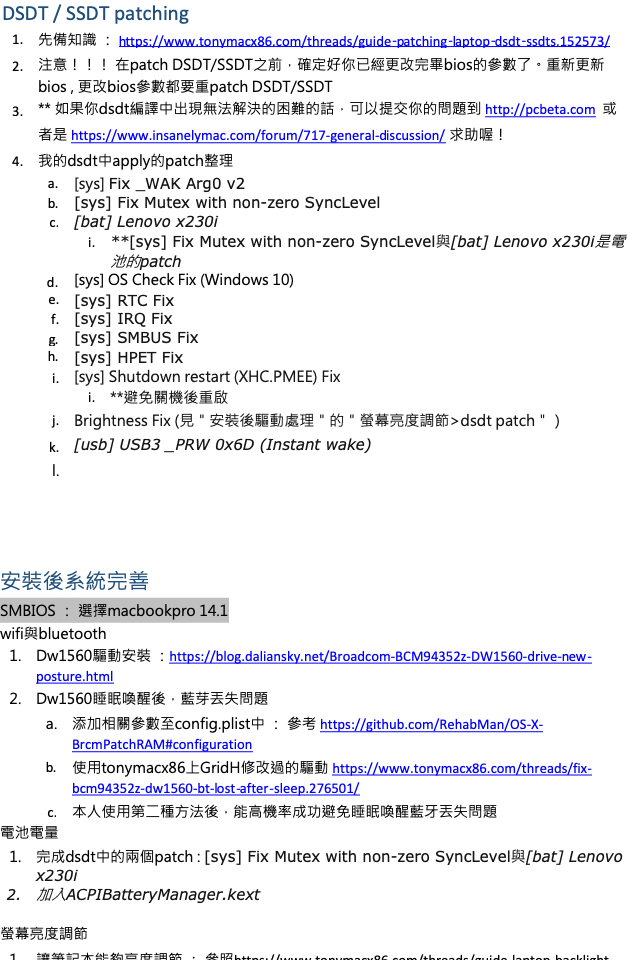 DSDT / SSDT patching
1. 先備知識 ： https://www.tonymacx86.com/threads/guide-patching-laptop-dsdt-ssdts.152573/
2. 注意！！！ 在patch DSDT/SSDT之前，確定好你已經更改完畢bios的參數了。重新更新
bios , 更改bios參數都要重patch DSDT/SSDT
3. ** 如果你dsdt編譯中出現無法解決的困難的話，可以提交你的問題到 http://pcbeta.com 或
者是 https://www.insanelymac.com/forum/717-general-discussion/ 求助喔！
4. 我的dsdt中apply的patch整理
a. [sys] Fix _WAK Arg0 v2
b. [sys] Fix Mutex with non-zero SyncLevel
c. [bat] Lenovo x230i
i. **[sys] Fix Mutex with non-zero SyncLevel與[bat] Lenovo x230i是電
池的patch
d. [sys] OS Check Fix (Windows 10)
e. [sys] RTC Fix
f. [sys] IRQ Fix
g. [sys] SMBUS Fix
h. [sys] HPET Fix
i. [sys] Shutdown restart (XHC.PMEE) Fix
i. **避免關機後重啟
j. Brightness Fix (見＂安裝後驅動處理＂的＂螢幕亮度調節>dsdt patch＂ )
k. [usb] USB3 _PRW 0x6D (Instant wake)
l.
安裝後系統完善
SMBIOS ： 選擇macbookpro 14.1
wifi與bluetooth
1. Dw1560驅動安裝 ：https://blog.daliansky.net/Broadcom-BCM94352z-DW1560-drive-new-
posture.html
2. Dw1560睡眠喚醒後，藍芽丟失問題
a. 添加相關參數至config.plist中 ： 參考 https://github.com/RehabMan/OS-X-
BrcmPatchRAM#configuration
b. 使用tonymacx86上GridH修改過的驅動 https://www.tonymacx86.com/threads/fix-
bcm94352z-dw1560-bt-lost-after-sleep.276501/
c. 本人使用第二種方法後，能高機率成功避免睡眠喚醒藍牙丟失問題
電池電量
1. 完成dsdt中的兩個patch : [sys] Fix Mutex with non-zero SyncLevel與[bat] Lenovo
x230i
2. 加入ACPIBatteryManager.kext
螢幕亮度調節
1. 讓筆記本能夠亮度調節 ： 參照https://www.tonymacx86.com/threads/guide-laptop-backlight-